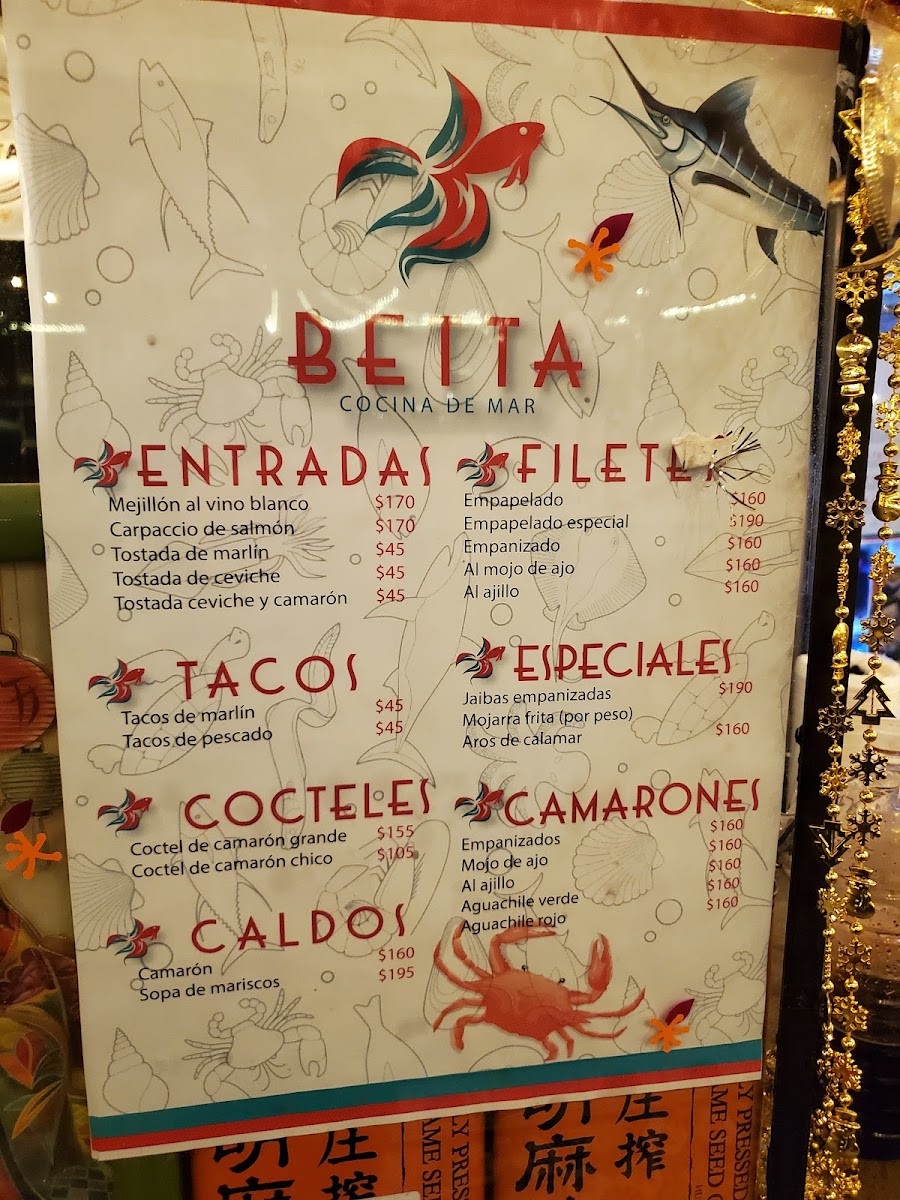 BEITA
COCINA DE MAR
ENTRADAS
Mejillón al vino blanco $170
Carpaccio de salmón $170
Tostada de marlín $45
Tostada de ceviche $45
Tostada ceviche y camarón $45
TACOS
Tacos de marlín $45
Tacos de pescado $45
COCTELES
Coctel de camarón grande $155
Coctel de camarón chico $105
CALDOS
Camarón $160
Sopa de mariscos $195
FILETES
Empapelado $160
Empapelado especial $190
Empanizado $160
Al mojo de ajo $160
Al ajillo $160
ESPECIALES
Jaibas empanizadas $190
Mojarra frita (por peso)
Aros de calamar $160
CAMARONES
Empanizados $160
Mojo de ajo $160
Al ajillo $160
Aguachile verde $160
Aguachile rojo $160
麻
搾